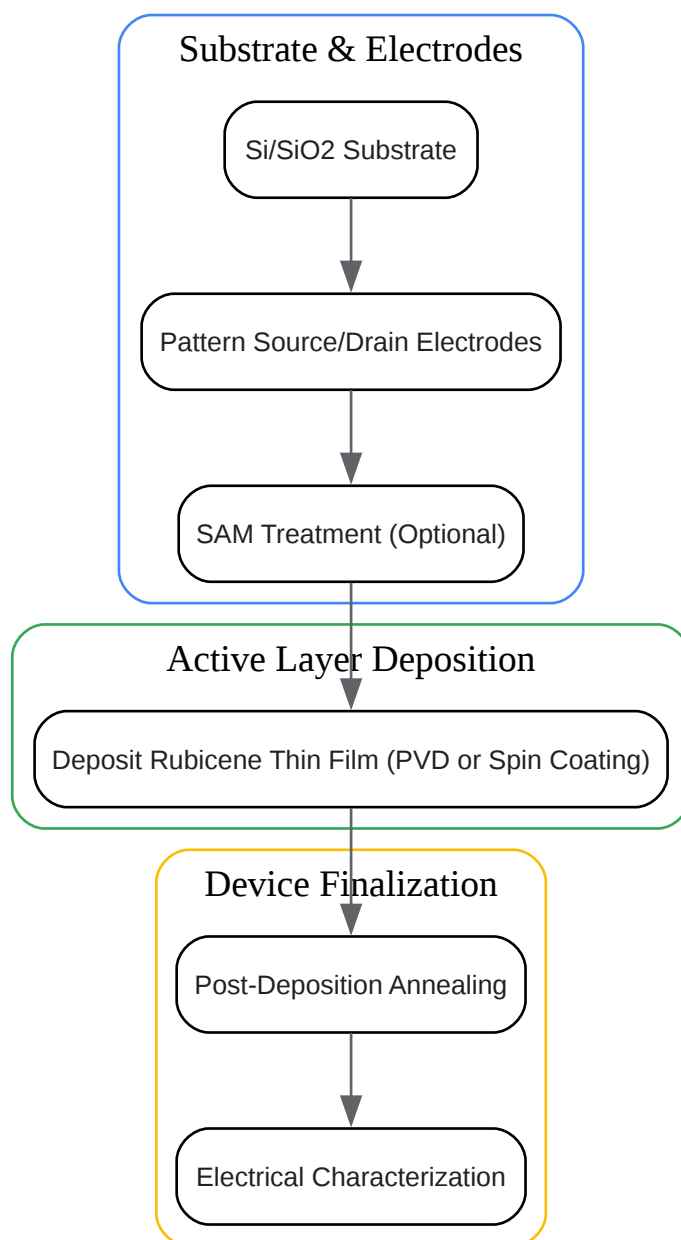 Substrate & Electrodes
Si/SiO2 Substrate
Pattern Source/Drain Electrodes
SAM Treatment (Optional)
Active Layer Deposition
Deposit Rubicene Thin Film (PVD or Spin Coating)
Device Finalization
Post-Deposition Annealing
Electrical Characterization